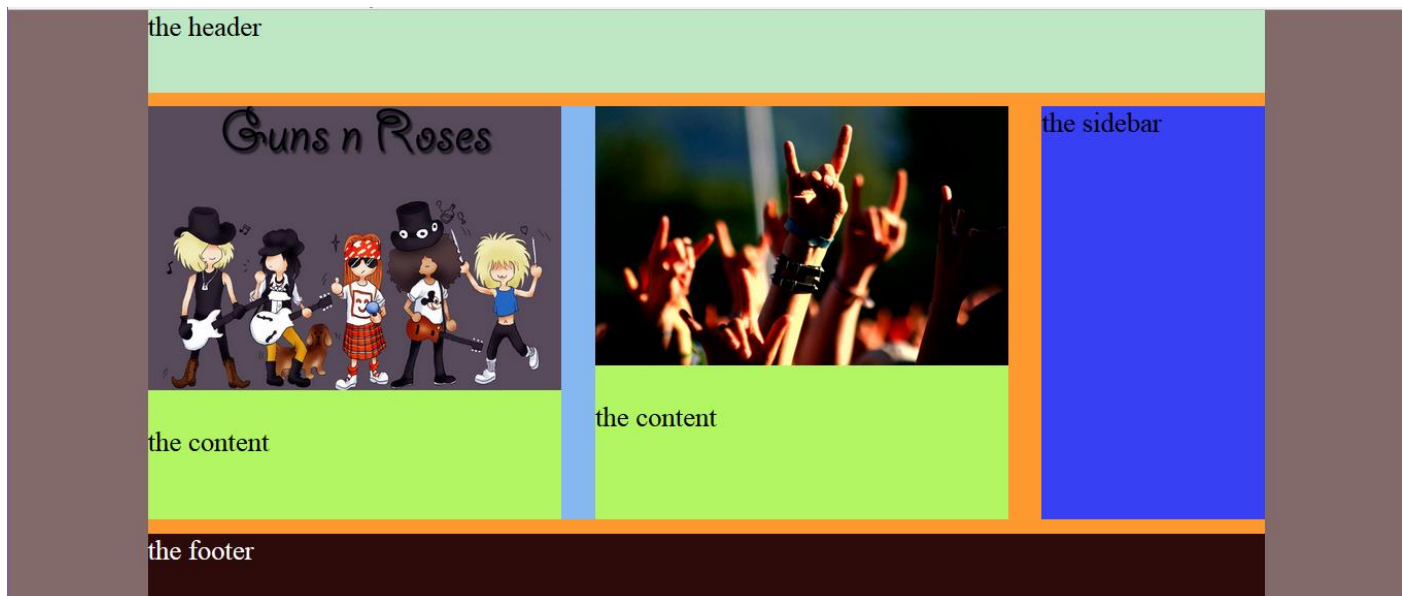 the header
Guns n Roses
the sidebar
the content
the content
the footer